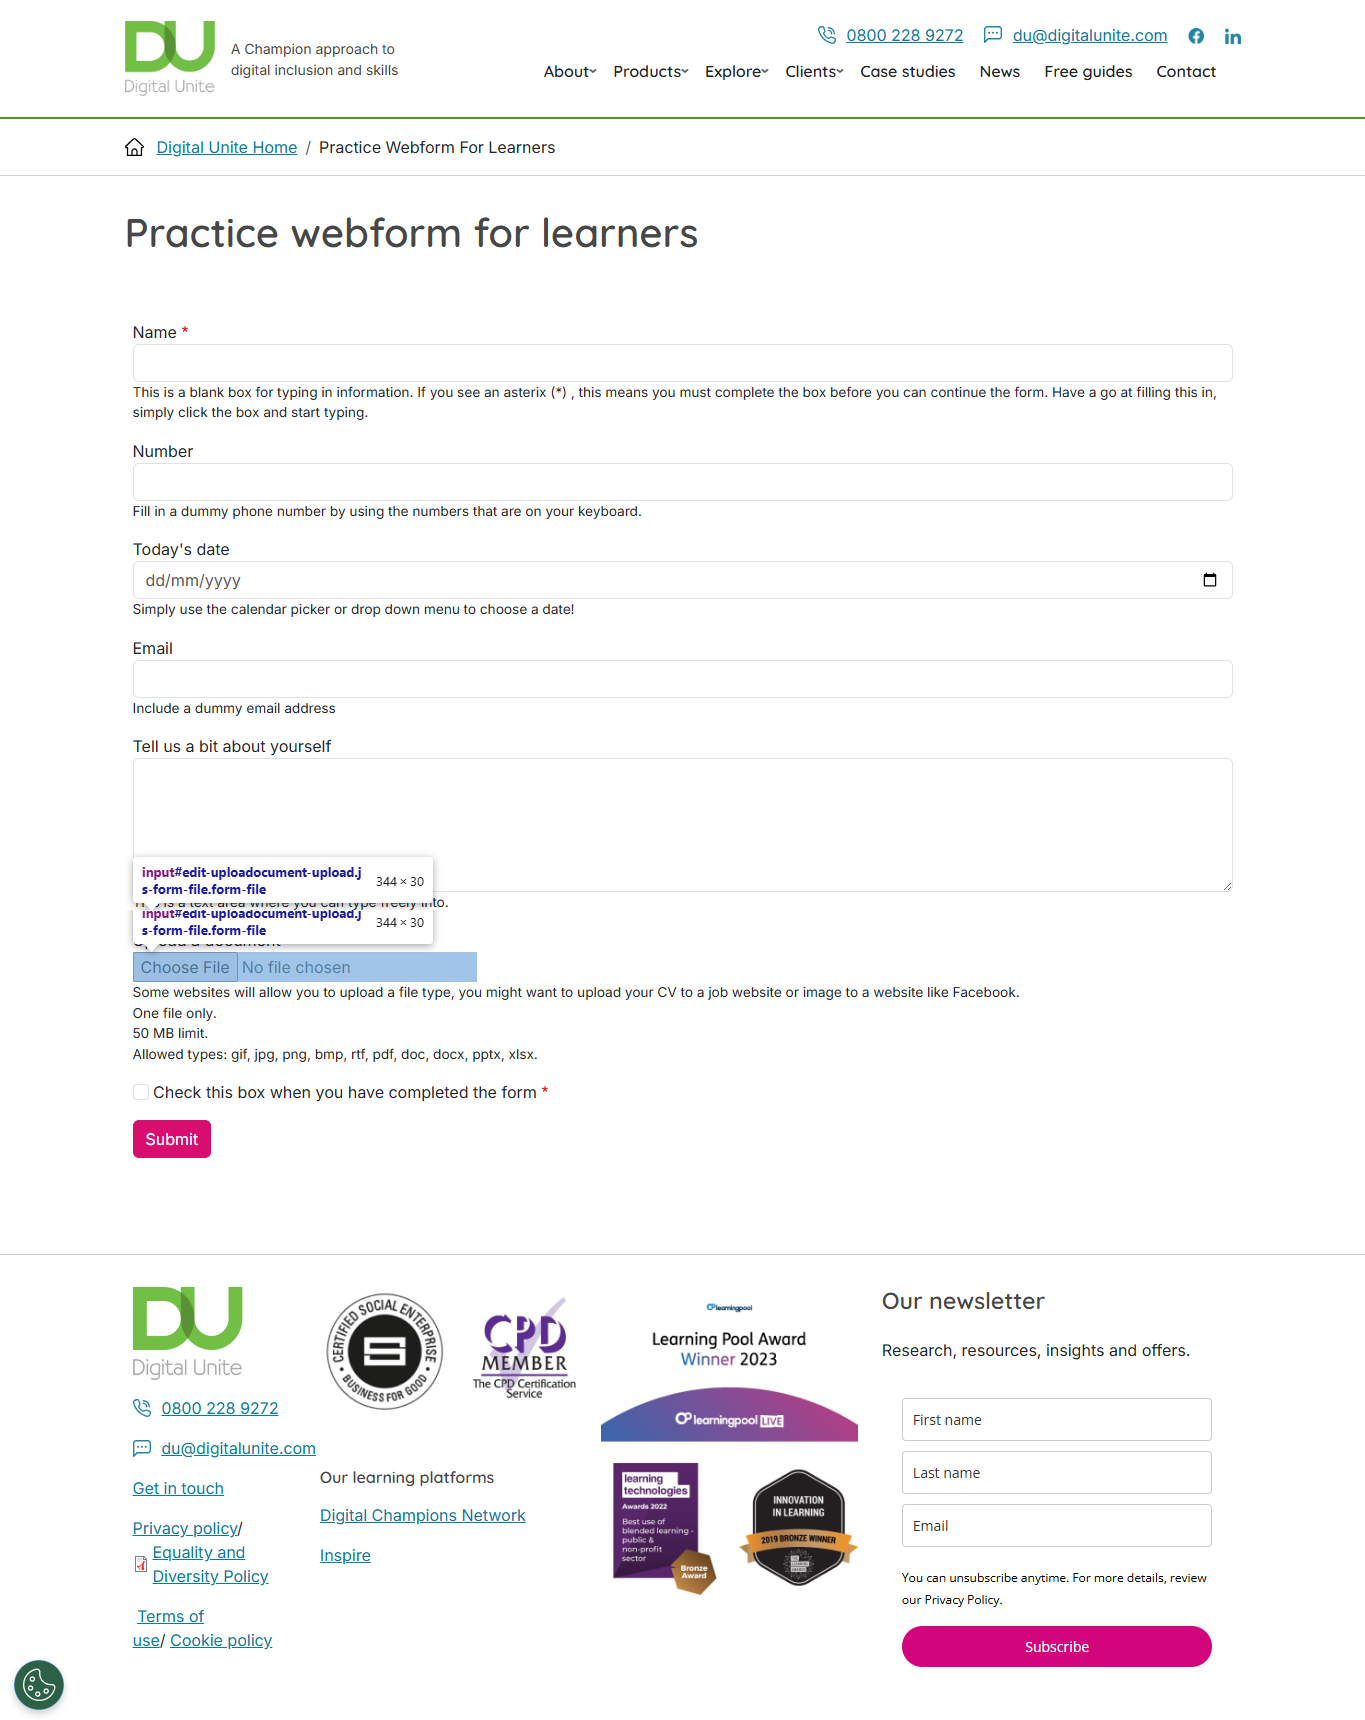 DU
Digital Unite
A Champion approach to
digital inclusion and skills
0800 228 9272 du@digitalunite.com
About Products Explore Clients Case studies News Free guides Contact
Digital Unite Home / Practice Webform For Learners
Practice webform for learners
Name *
This is a blank box for typing in information. If you see an asterix (*) , this means you must complete the box before you can continue the form. Have a go at filling this in,
simply click the box and start typing.
Number
Fill in a dummy phone number by using the numbers that are on your keyboard.
Today's date
dd/mm/yyyy
Simply use the calendar picker or drop down menu to choose a date!
Email
Include a dummy email address
Tell us a bit about yourself
input#edit-uploadocument-upload.j
s-form-file.form-file 344 × 30
This is a text area where you can type freely into.
input#edit-uploadocument-upload.j
s-form-file.form-file 344 × 30
Upload a document
Choose File No file chosen
Some websites will allow you to upload a file type, you might want to upload your CV to a job website or image to a website like Facebook.
One file only.
50 MB limit.
Allowed types: gif, jpg, png, bmp, rtf, pdf, doc, docx, pptx, xlsx.
Check this box when you have completed the form *
Submit
DU
Digital Unite
0800 228 9272
du@digitalunite.com
Get in touch
Privacy policy/
Equality and
Diversity Policy
Terms of
use/ Cookie policy
CERTIFIED SOCIAL ENTERPRISE
BUSINESS FOR GOOD
CPD
MEMBER
The CPD Certification
Service
Our learning platforms
Digital Champions Network
Inspire
learningpool
Learning Pool Award
Winner 2023
learningpool LIVE
learning
technologies
Awards 2022
Best use of
blended learning -
public &
non-profit
sector
Bronze
Award
INNOVATION
IN LEARNING
2019 BRONZE WINNER
THE
LEARNING
AWARDS
Our newsletter
Research, resources, insights and offers.
First name
Last name
Email
You can unsubscribe anytime. For more details, review
our Privacy Policy.
Subscribe